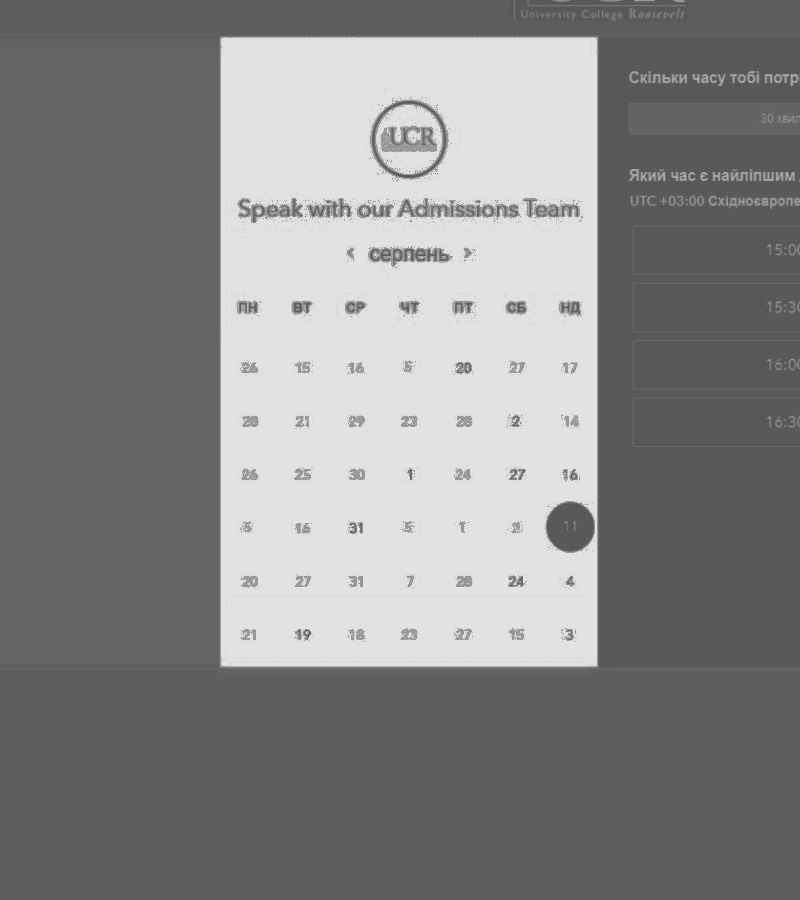 University College Roosevelt
UCR
Speak with our Admissions Team
серпень
ПН ВТ СР ЧТ ПТ СБ НД
26 15 16 5 20 27 17
28 21 29 23 28 2 14
26 25 30 1 24 27 16
5 16 31 5 1 2 11
20 27 31 7 28 24 4
21 19 18 23 27 15 3
Скільки часу тобі потр
30 хвил
Який час є найліпшим
UTC +03:00 Східноєвропе
15:00
15:30
16:00
16:30